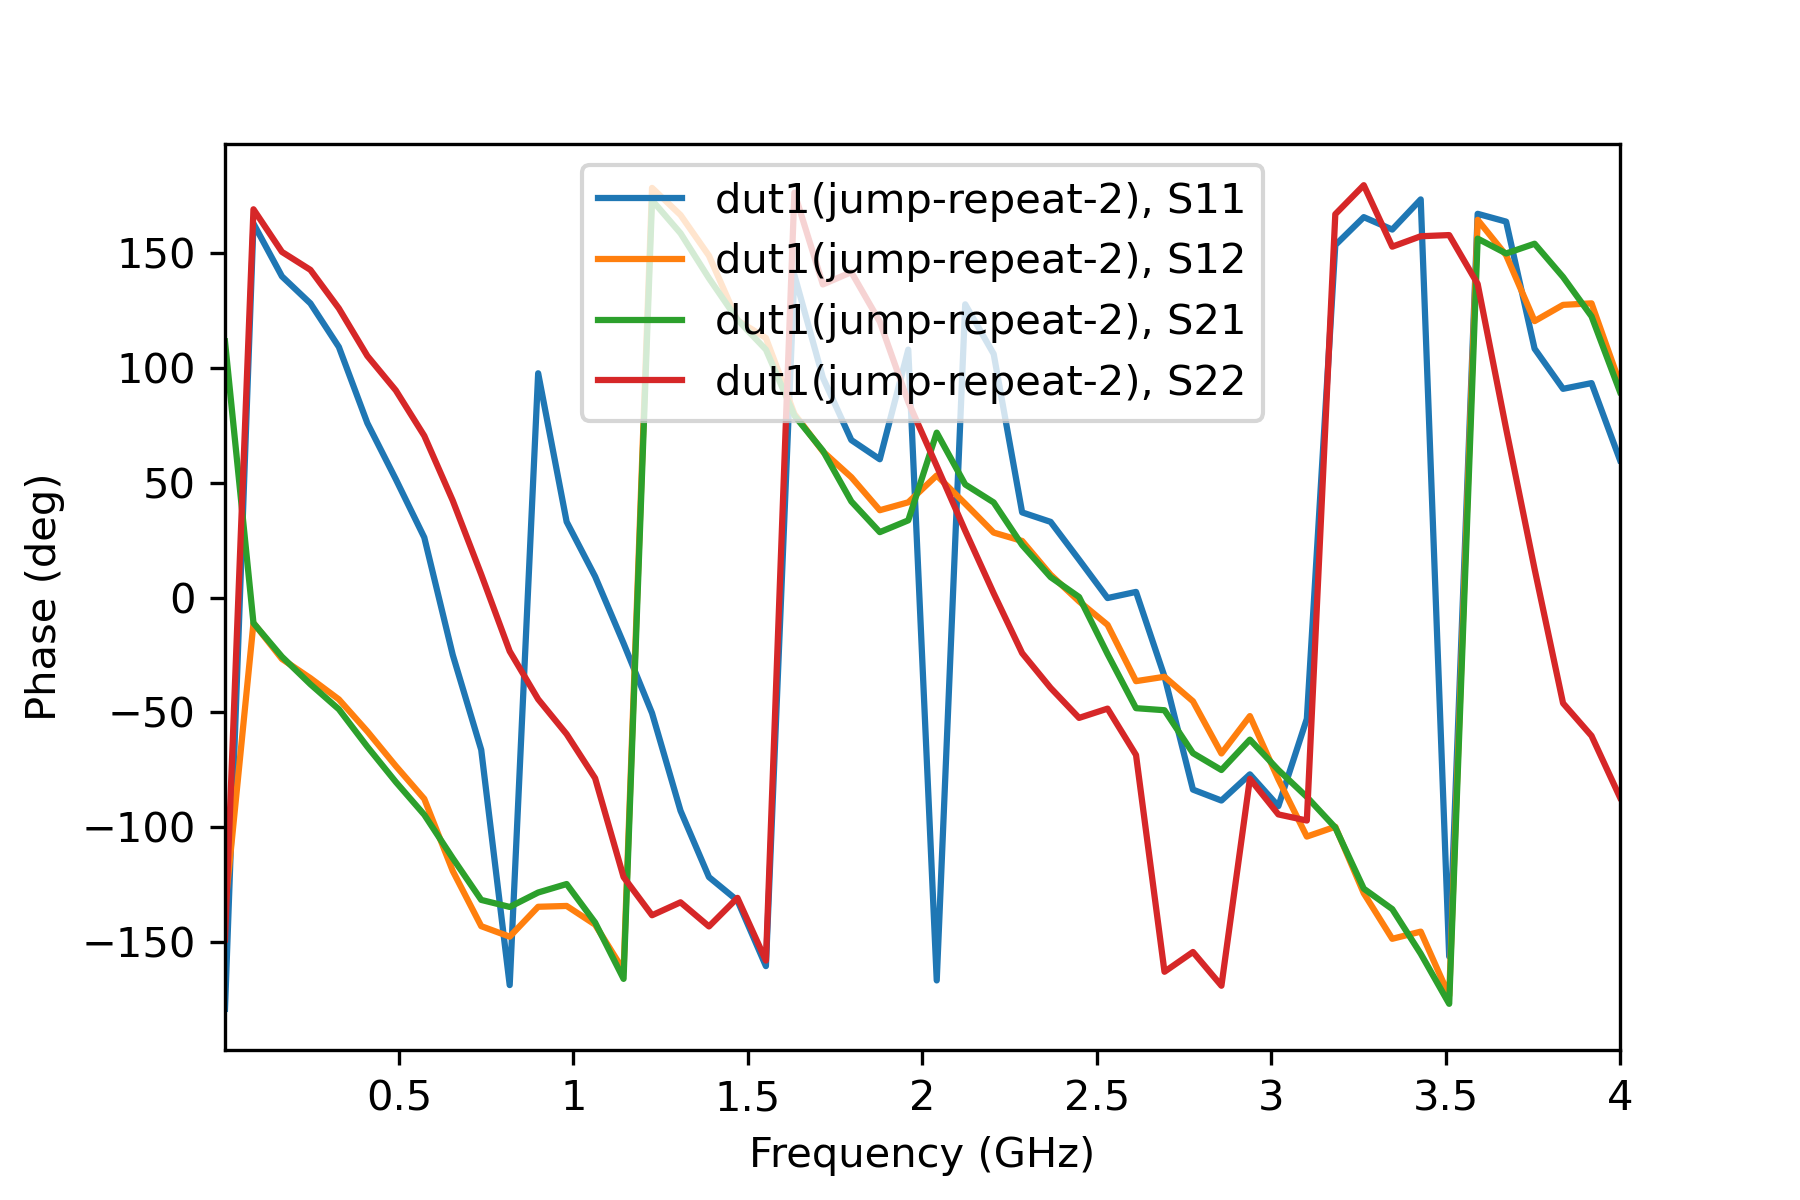 dut1(jump-repeat-2), S11
dut1(jump-repeat-2), S12
dut1(jump-repeat-2), S21
dut1(jump-repeat-2), S22
150
100
50
0
−50
−100
−150
Phase (deg)
0.5 1 1.5 2 2.5 3 3.5 4
Frequency (GHz)